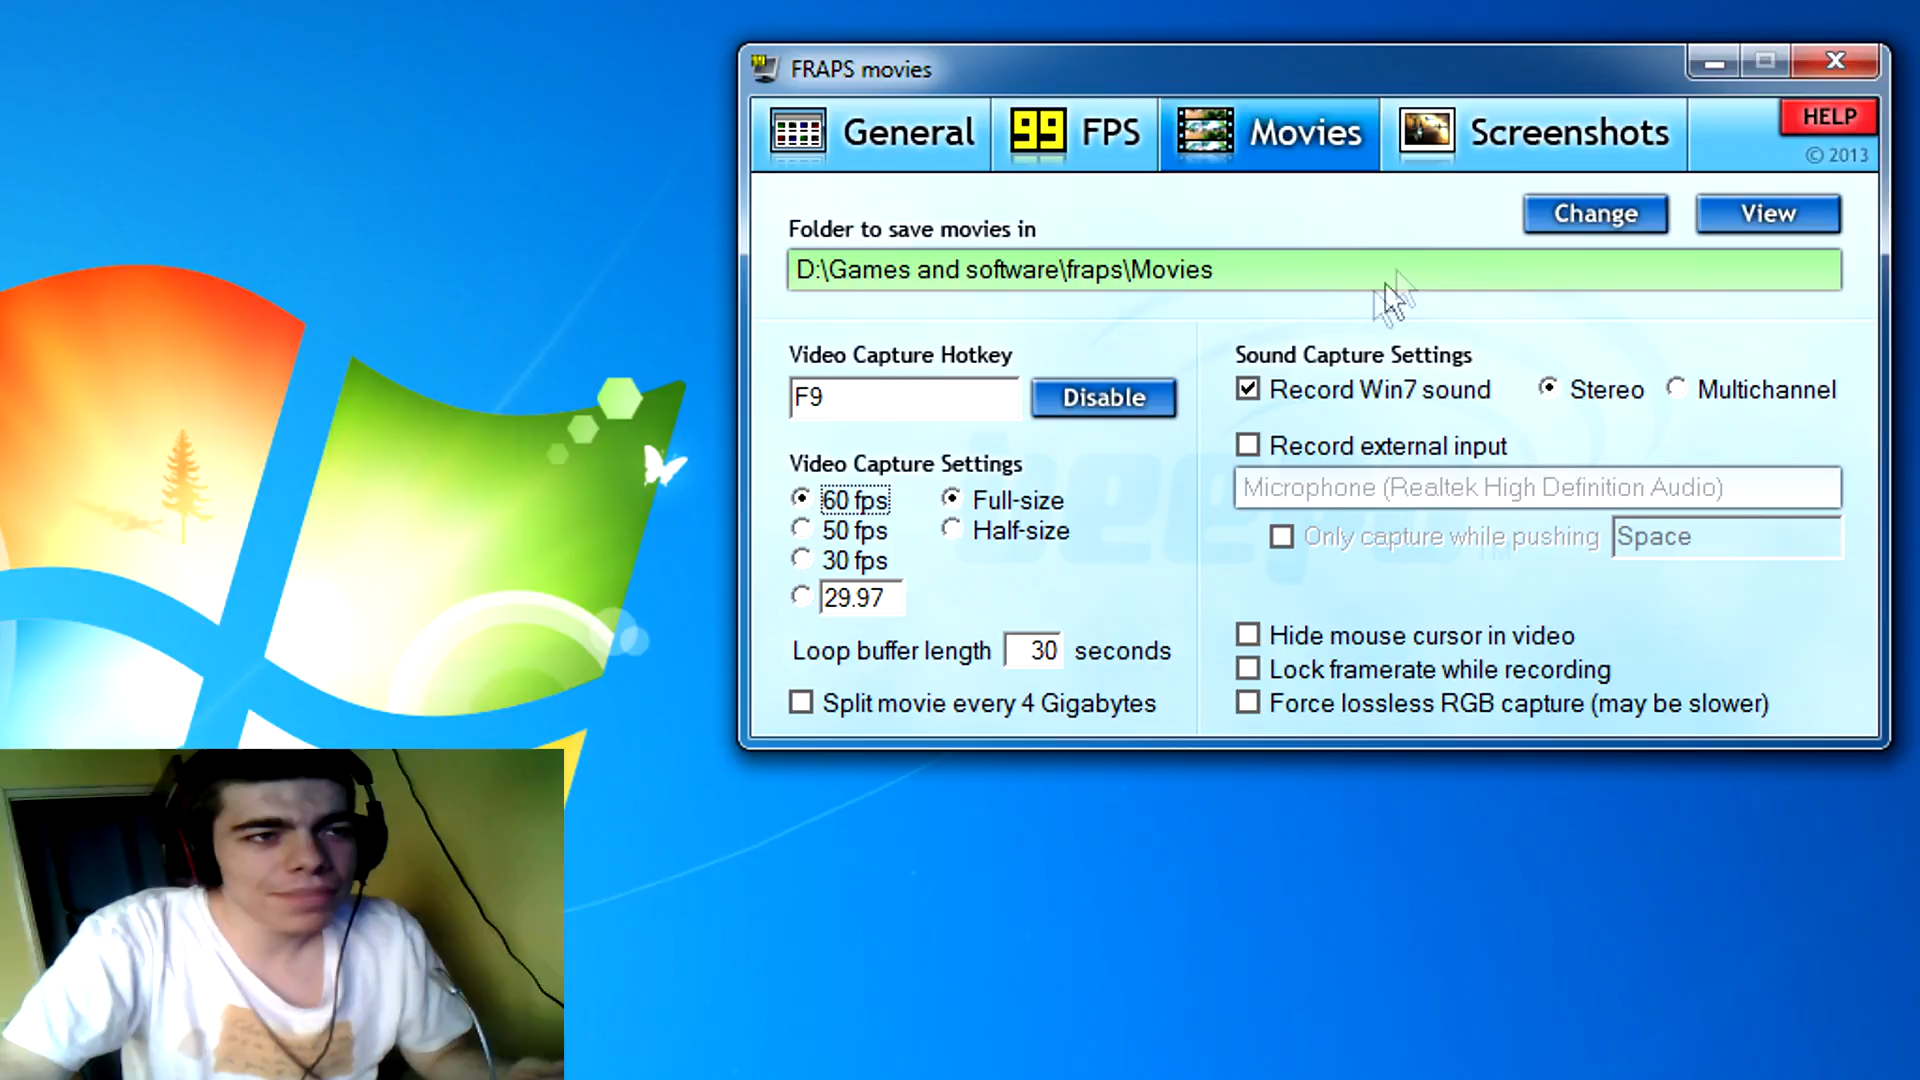 FRAPS movies
General
99 FPS
Movies
Screenshots
HELP
© 2013
Folder to save movies in
Change
View
D:\Games and software\fraps\Movies
Video Capture Hotkey
F9
Disable
Video Capture Settings
60 fps
Full-size
50 fps
Half-size
30 fps
29.97
Loop buffer length 30 seconds
Split movie every 4 Gigabytes
Sound Capture Settings
Record Win7 sound
Stereo
Multichannel
Record external input
Microphone (Realtek High Definition Audio)
Only capture while pushing
Space
Hide mouse cursor in video
Lock framerate while recording
Force lossless RGB capture (may be slower)